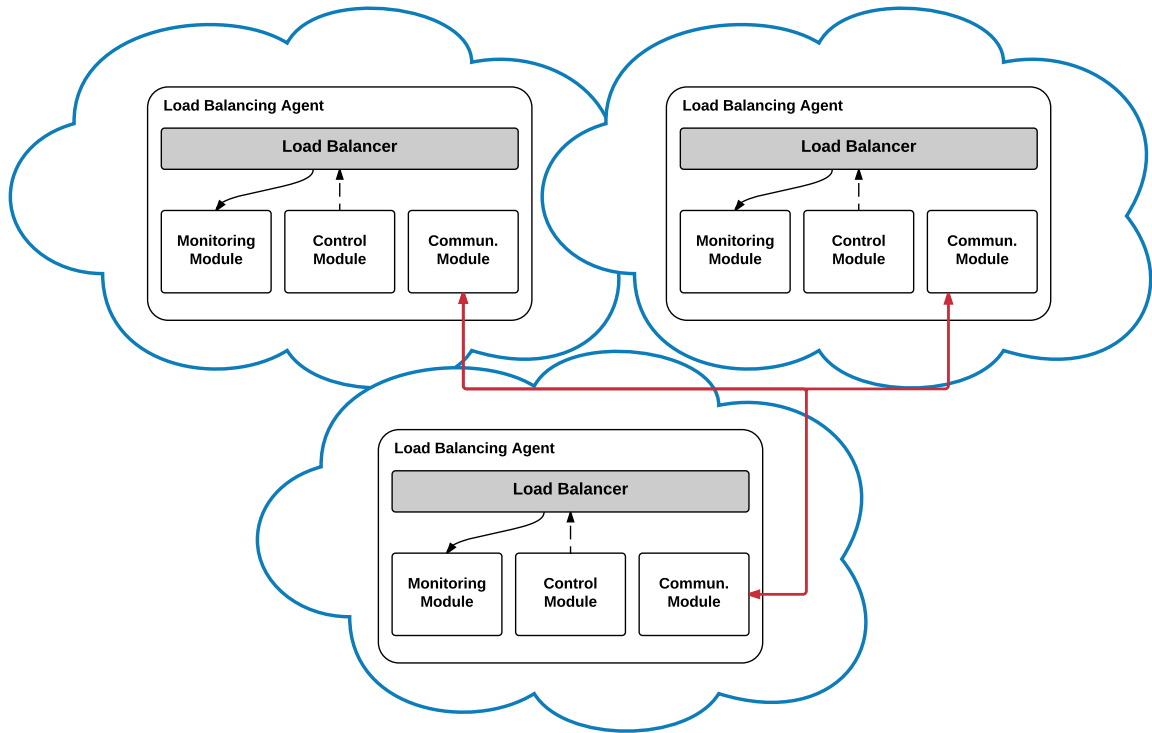 Load Balancing Agent
Load Balancer
Monitoring
Module
Control
Module
Commun.
Module
Load Balancing Agent
Load Balancer
Monitoring
Module
Control
Module
Commun.
Module
Load Balancing Agent
Load Balancer
Monitoring
Module
Control
Module
Commun.
Module